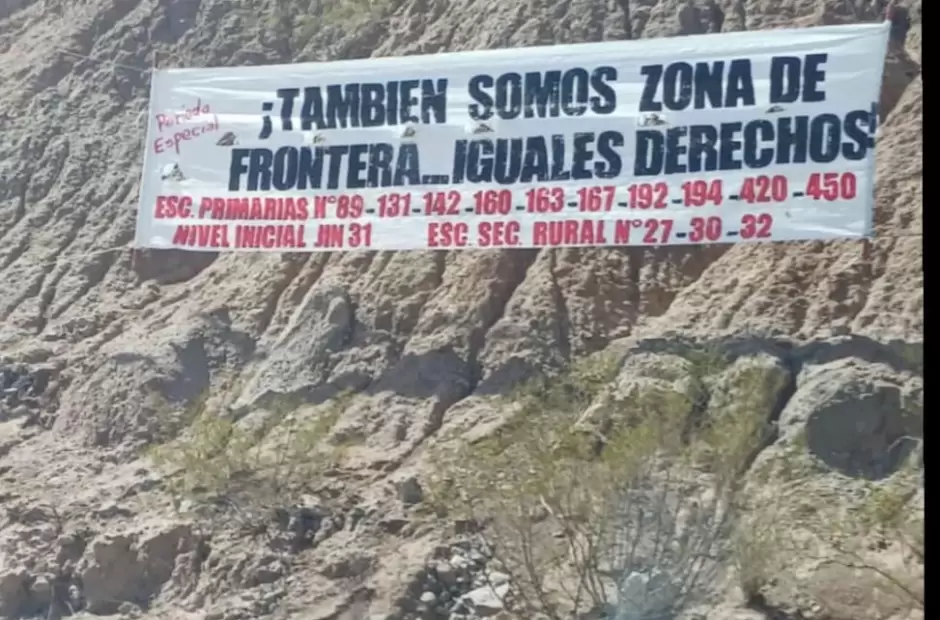 Periodo
Especial
¡TAMBIEN SOMOS ZONA DE
FRONTERA... IGUALES DERECHOS!
ESC. PRIMARIAS N°89-131-142-160-163-167-192-194-420-450
NIVEL INICIAL JIN 31 ESC. SEC. RURAL N°27-30-32